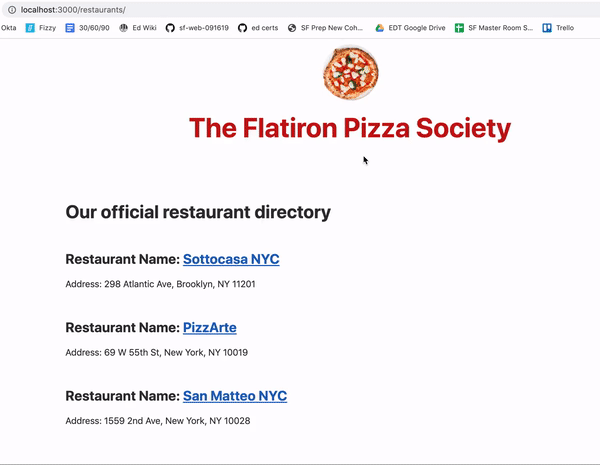 localhost:3000/restaurants/
Okta Fizzy 30/60/90 Ed Wiki sf-web-091619 ed certs SF Prep New Coh... EDT Google Drive SF Master Room S... Trello
The Flatiron Pizza Society
Our official restaurant directory
Restaurant Name: Sottocasa NYC
Address: 298 Atlantic Ave, Brooklyn, NY 11201
Restaurant Name: PizzArte
Address: 69 W 55th St, New York, NY 10019
Restaurant Name: San Matteo NYC
Address: 1559 2nd Ave, New York, NY 10028